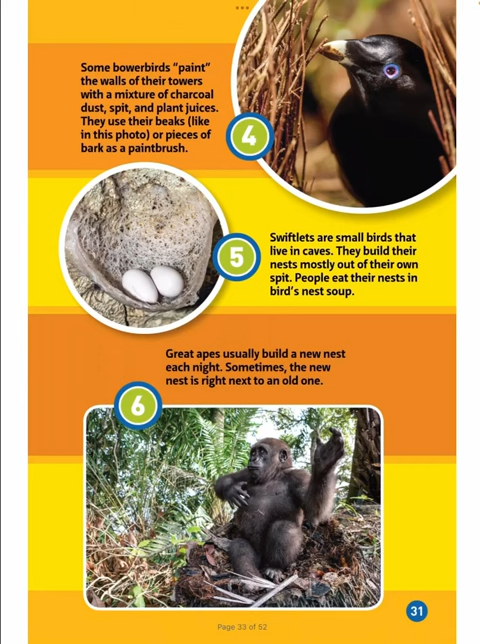 Some bowerbirds “paint”
the walls of their towers
with a mixture of charcoal
dust, spit, and plant juices.
They use their beaks (like
in this photo) or pieces of
bark as a paintbrush.
4
5
Swiftlets are small birds that
live in caves. They build their
nests mostly out of their own
spit. People eat their nests in
bird’s nest soup.
Great apes usually build a new nest
each night. Sometimes, the new
nest is right next to an old one.
6
31
Page 33 of 52